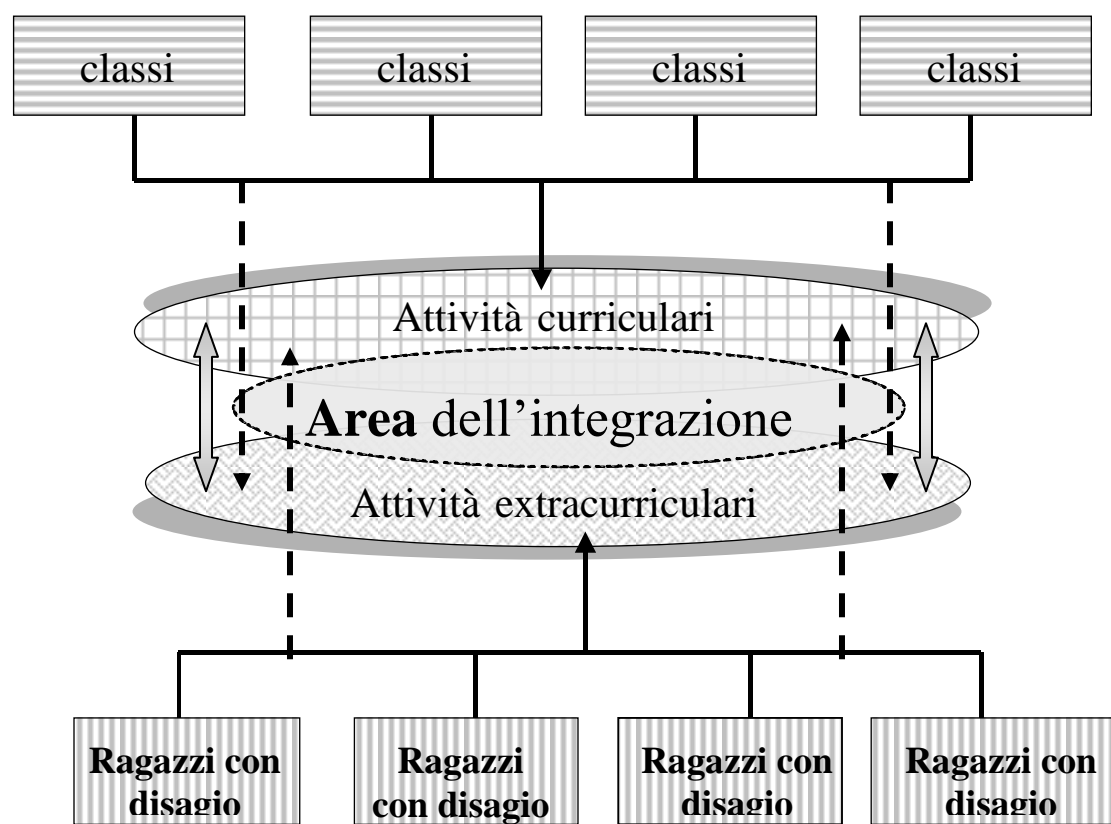 classi
classi
classi
classi
Attività curriculari
Area dell’integrazione
Attività extracurriculari
Ragazzi con
disagio
Ragazzi
con disagio
Ragazzi con
disagio
Ragazzi con
disagio